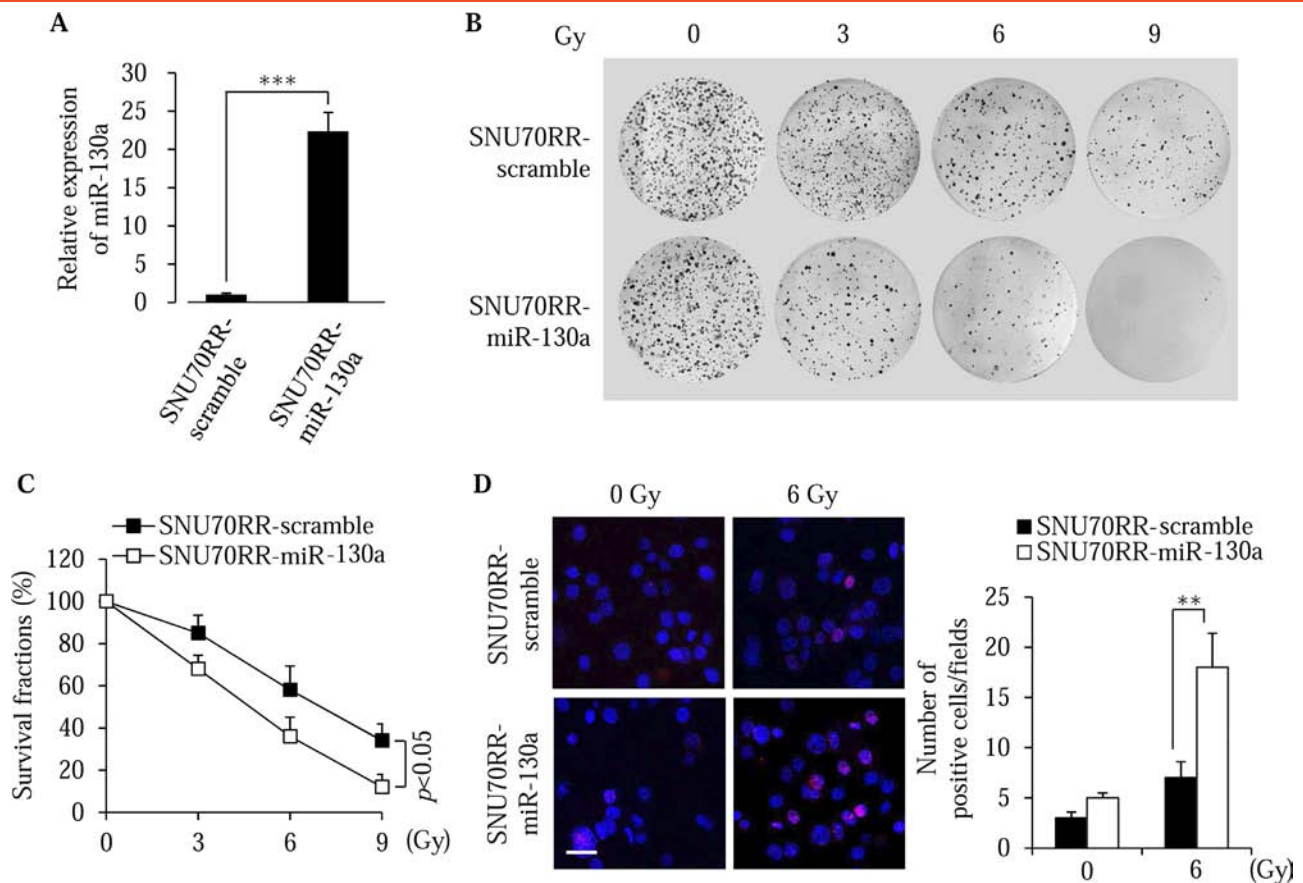 A
Relative expression
of miR-130a
30
25
20
15
10
5
0
***
SNU70RR-
scramble
SNU70RR-
miR-130a
B
Gy 0 3 6 9
SNU70RR-
scramble
SNU70RR-
miR-130a
C
SNU70RR-scramble
SNU70RR-miR-130a
Survival fractions (%)
120
100
80
60
40
20
0
0 3 6 9 (Gy)
p<0.05
D
0 Gy 6 Gy
SNU70RR-
scramble
SNU70RR-
miR-130a
SNU70RR-scramble
SNU70RR-miR-130a
Number of
positive cells/fields
25
20
15
10
5
0
**
0 6 (Gy)